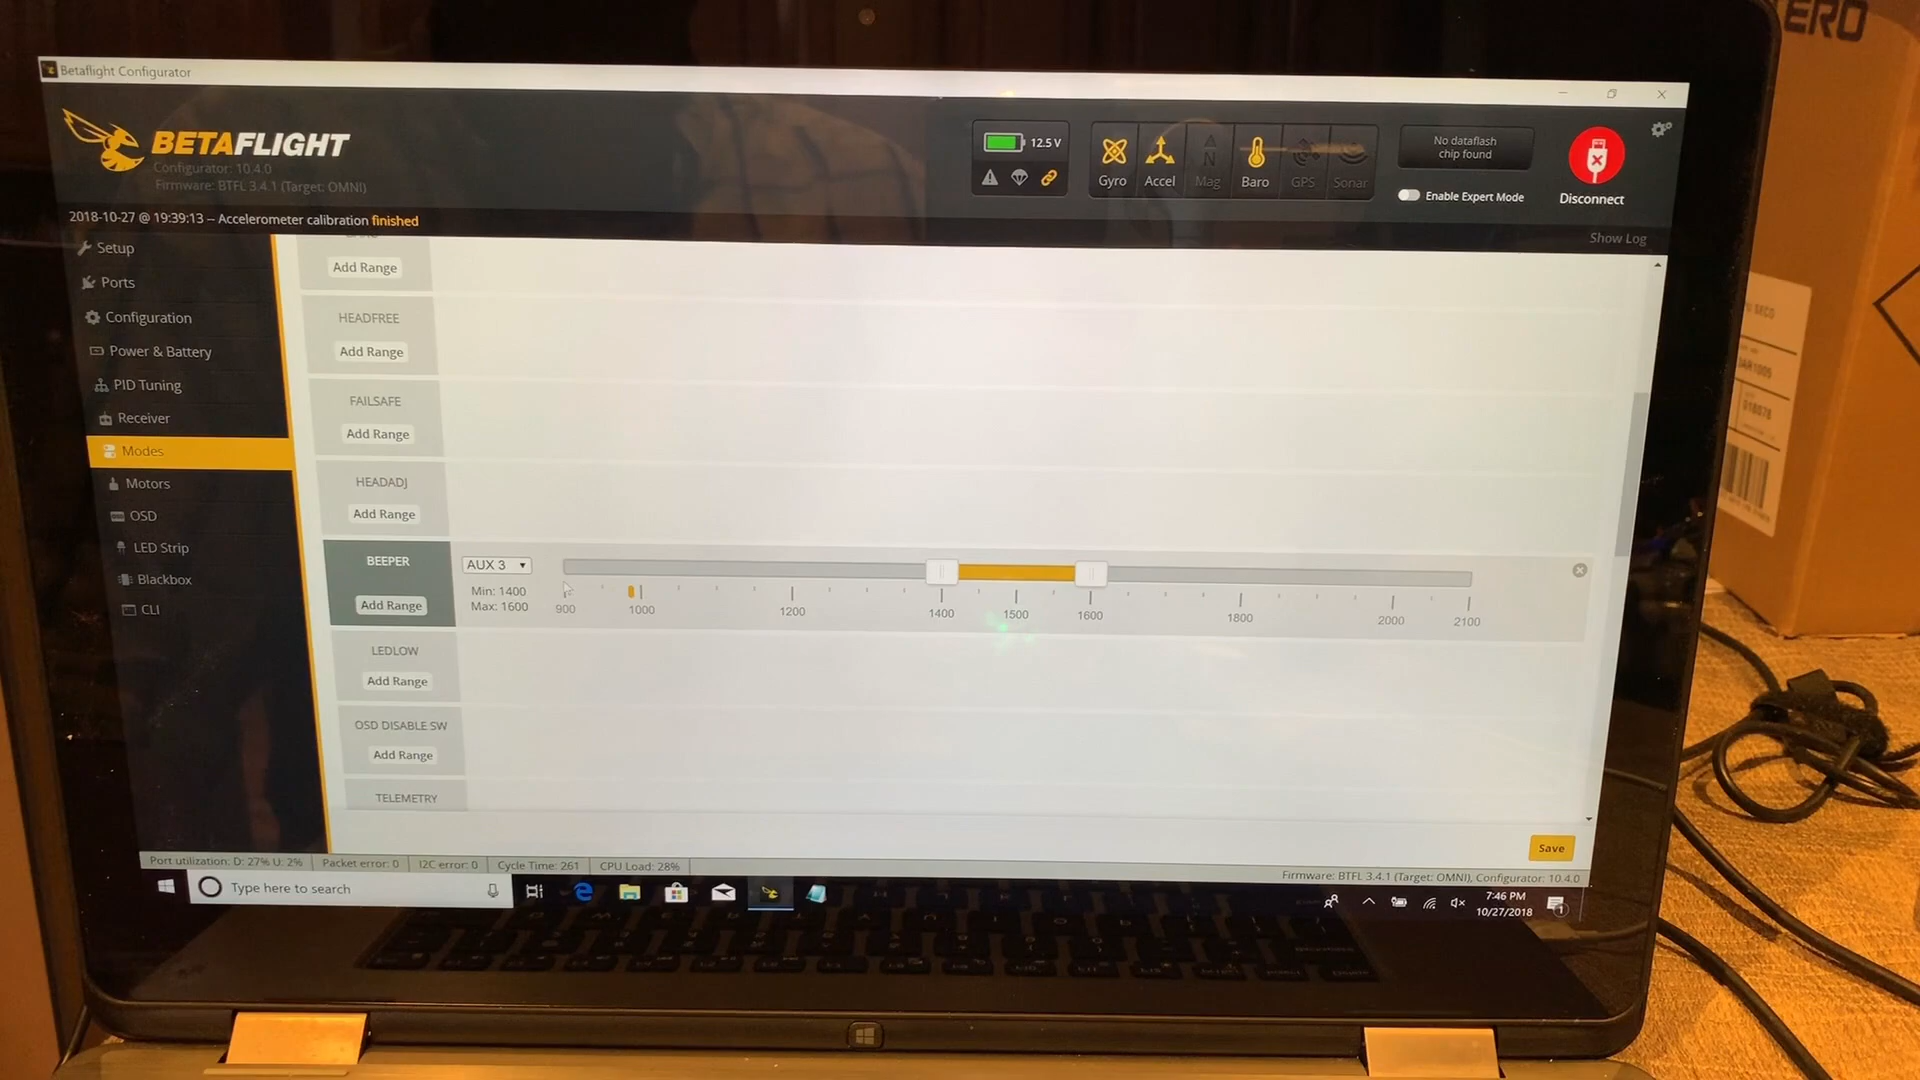 ERO
Betaflight Configurator
BETAFLIGHT
Configurator: 10.4.0
Firmware: BTFL 3.4.1 (Target: OMNI)
12.5 V
Gyro
Accel
Mag
Baro
GPS
Sonar
No dataflash
chip found
Enable Expert Mode
Disconnect
2018-10-27 @ 19:39:13 -- Accelerometer calibration finished
Show Log
Setup
Ports
Configuration
Power & Battery
PID Tuning
Receiver
Modes
Motors
OSD
LED Strip
Blackbox
CLI
Add Range
HEADFREE
Add Range
FAILSAFE
Add Range
HEADADJ
Add Range
BEEPER
Add Range
AUX 3
Min: 1400
Max: 1600
900 1000 1200 1400 1500 1600 1800 2000 2100
LEDLOW
Add Range
OSD DISABLE SW
Add Range
TELEMETRY
Save
Port utilization: D: 27% U: 2%
Packet error: 0
I2C error: 0
Cycle Time: 261
CPU Load: 28%
Firmware: BTFL 3.4.1 (Target: OMNI), Configurator: 10.4.0
Type here to search
7:46 PM
10/27/2018
1